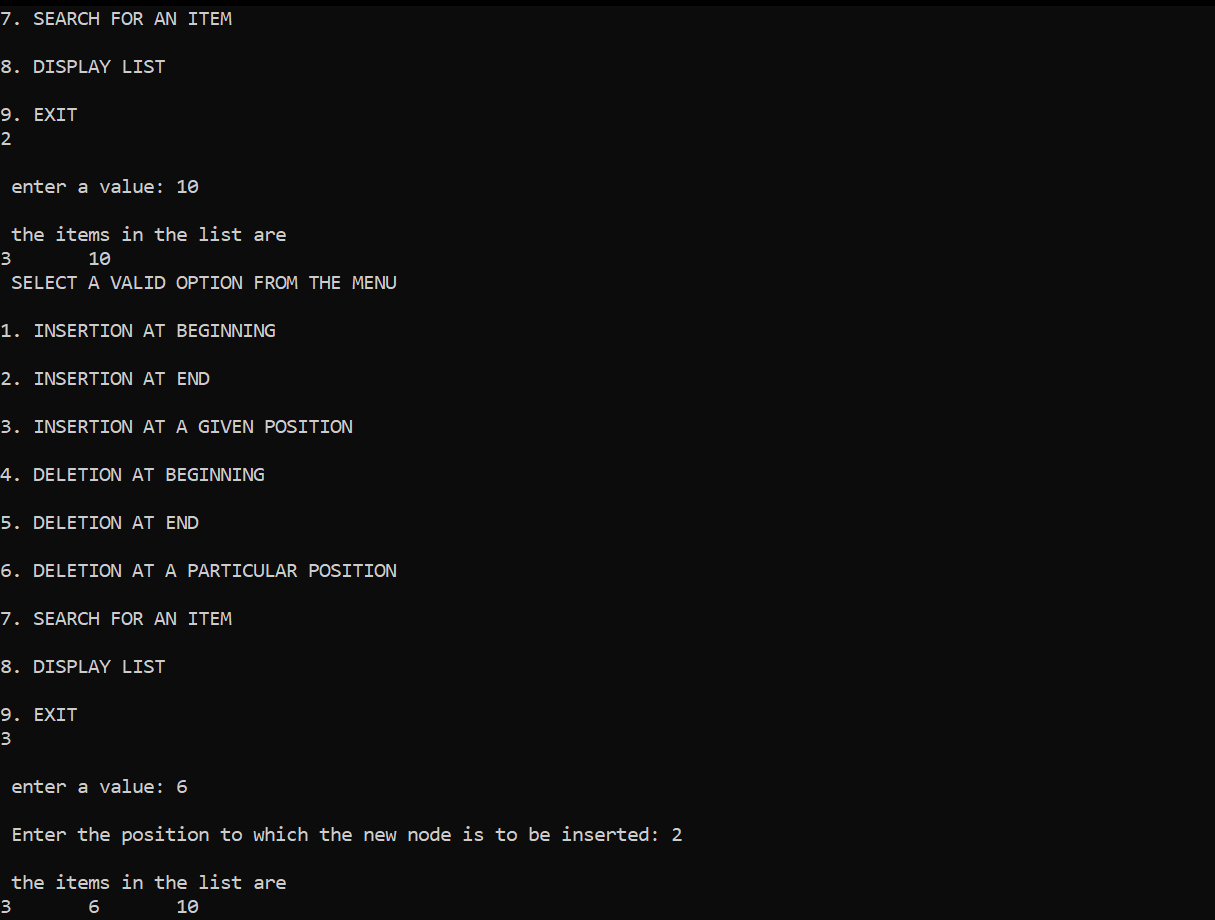 7. SEARCH FOR AN ITEM
8. DISPLAY LIST
9. EXIT
2
enter a value: 10
the items in the list are
3 10
SELECT A VALID OPTION FROM THE MENU
1. INSERTION AT BEGINNING
2. INSERTION AT END
3. INSERTION AT A GIVEN POSITION
4. DELETION AT BEGINNING
5. DELETION AT END
6. DELETION AT A PARTICULAR POSITION
7. SEARCH FOR AN ITEM
8. DISPLAY LIST
9. EXIT
3
enter a value: 6
Enter the position to which the new node is to be inserted: 2
the items in the list are
3 6 10